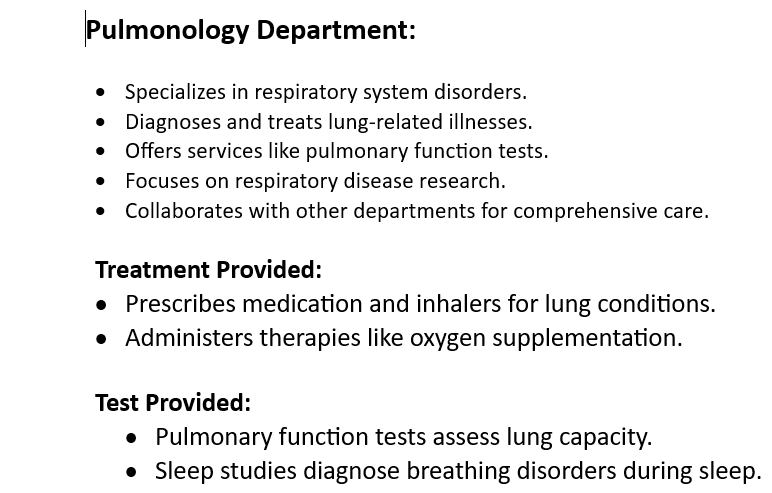 Pulmonology Department:
• Specializes in respiratory system disorders.
• Diagnoses and treats lung-related illnesses.
• Offers services like pulmonary function tests.
• Focuses on respiratory disease research.
• Collaborates with other departments for comprehensive care.
Treatment Provided:
• Prescribes medication and inhalers for lung conditions.
• Administers therapies like oxygen supplementation.
Test Provided:
• Pulmonary function tests assess lung capacity.
• Sleep studies diagnose breathing disorders during sleep.